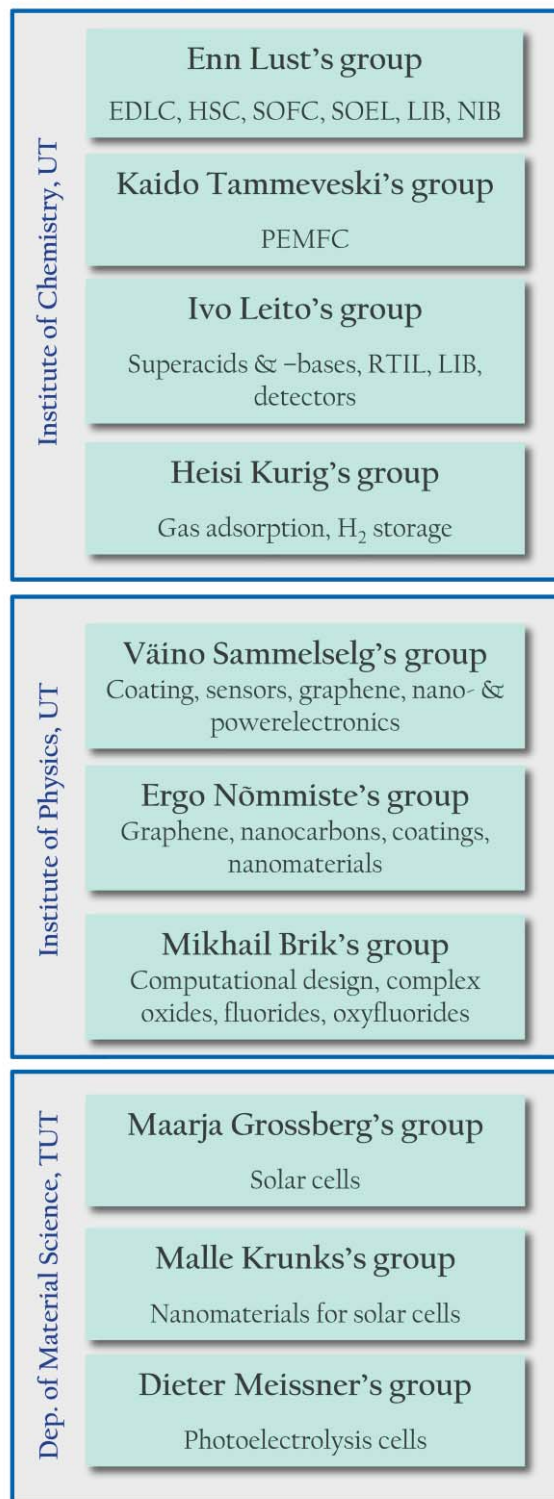 Institute of Chemistry, UT
Enn Lust's group
EDLC, HSC, SOFC, SOEL, LIB, NIB
Kaido Tammeveski's group
PEMFC
Ivo Leito's group
Superacids & –bases, RTIL, LIB,
detectors
Heisi Kurig's group
Gas adsorption, H₂ storage
Institute of Physics, UT
Väino Sammelselg's group
Coating, sensors, graphene, nano- &
powerelectronics
Ergo Nõmmiste's group
Graphene, nanocarbons, coatings,
nanomaterials
Mikhail Brik's group
Computational design, complex
oxides, fluorides, oxyfluorides
Dep. of Material Science, TUT
Maarja Grossberg's group
Solar cells
Malle Krunks's group
Nanomaterials for solar cells
Dieter Meissner's group
Photoelectrolysis cells